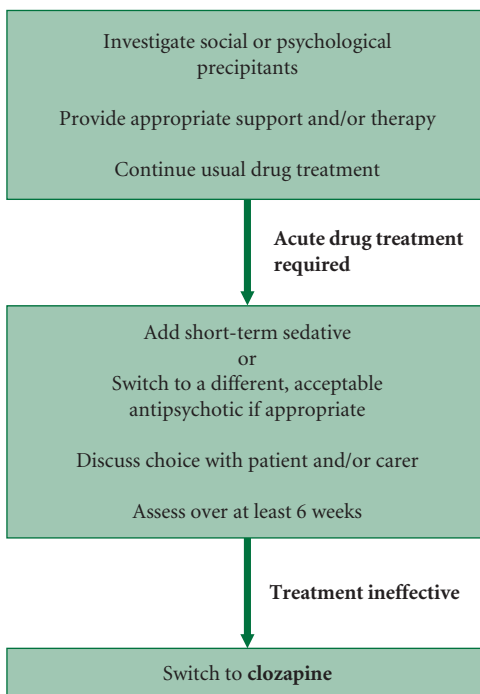 Investigate social or psychological
precipitants
Provide appropriate support and/or therapy
Continue usual drug treatment
Acute drug treatment
required
Add short-term sedative
or
Switch to a different, acceptable
antipsychotic if appropriate
Discuss choice with patient and/or carer
Assess over at least 6 weeks
Treatment ineffective
Switch to clozapine